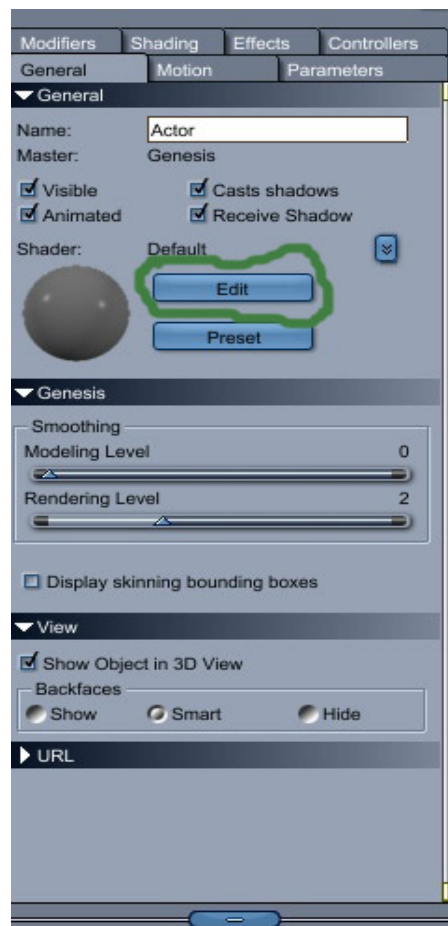 Modifiers Shading Effects Controllers
General Motion Parameters
General
Name: Actor
Master: Genesis
Visible Casts shadows
Animated Receive Shadow
Shader: Default
Edit
Preset
Genesis
Smoothing
Modeling Level 0
Rendering Level 2
Display skinning bounding boxes
View
Show Object in 3D View
Backfaces
Show Smart Hide
URL